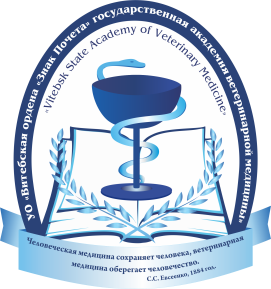 УО «Витебская ордена «Знак Почета» государственная академия ветеринарной медицины»
«Vitebsk State Academy of Veterinary Medicine»
Человеческая медицина сохраняет человека, ветеринарная
медицина оберегает человечество.
С.С. Евсеенко, 1884 год.